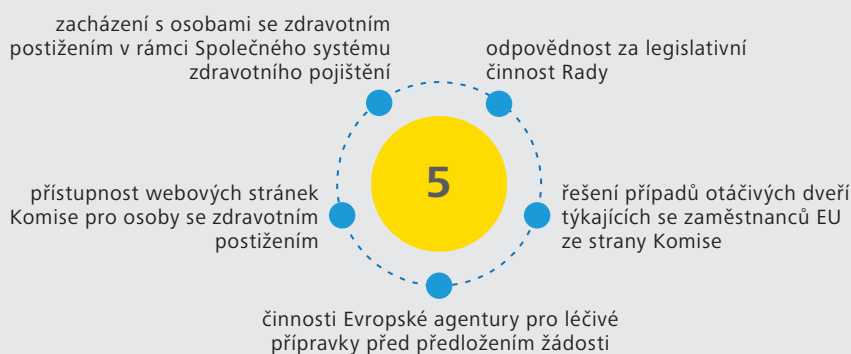 zacházení s osobami se zdravotním
postižením v rámci Společného systému
zdravotního pojištění
odpovědnost za legislativní
činnost Rady
5
přístupnost webových stránek
Komise pro osoby se zdravotním
postižením
řešení případů otáčivých dveří
týkajících se zaměstnanců EU
ze strany Komise
činnosti Evropské agentury pro léčivé
přípravky před předložením žádosti